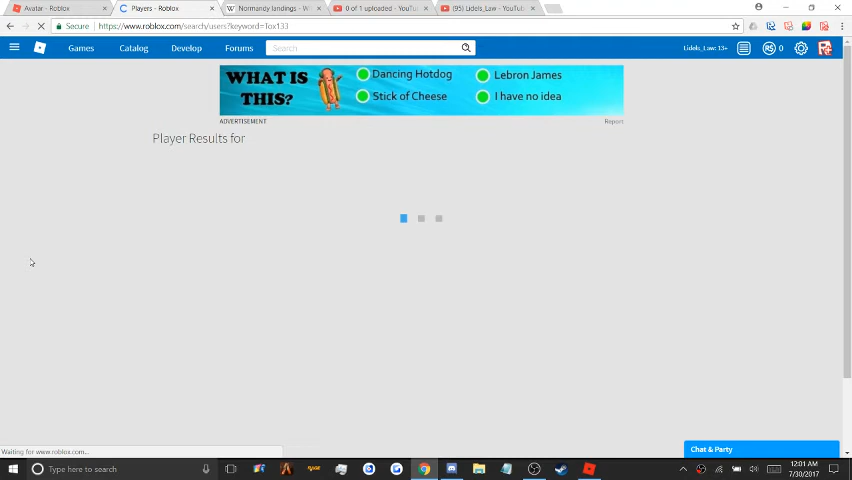 Avatar - Roblox
Players - Roblox
Normandy landings - W
0 of 1 uploaded - YouTu
(95) Lidels_Law - YouTu
Secure
https://www.roblox.com/search/users?keyword=Tox133
Games
Catalog
Develop
Forums
Search
Lidels_Law: 13+
0
WHAT IS
THIS?
Dancing Hotdog
Lebron James
Stick of Cheese
I have no idea
ADVERTISEMENT
Report
Player Results for
Chat & Party
Waiting for www.roblox.com...
Type here to search
12:01 AM
7/30/2017